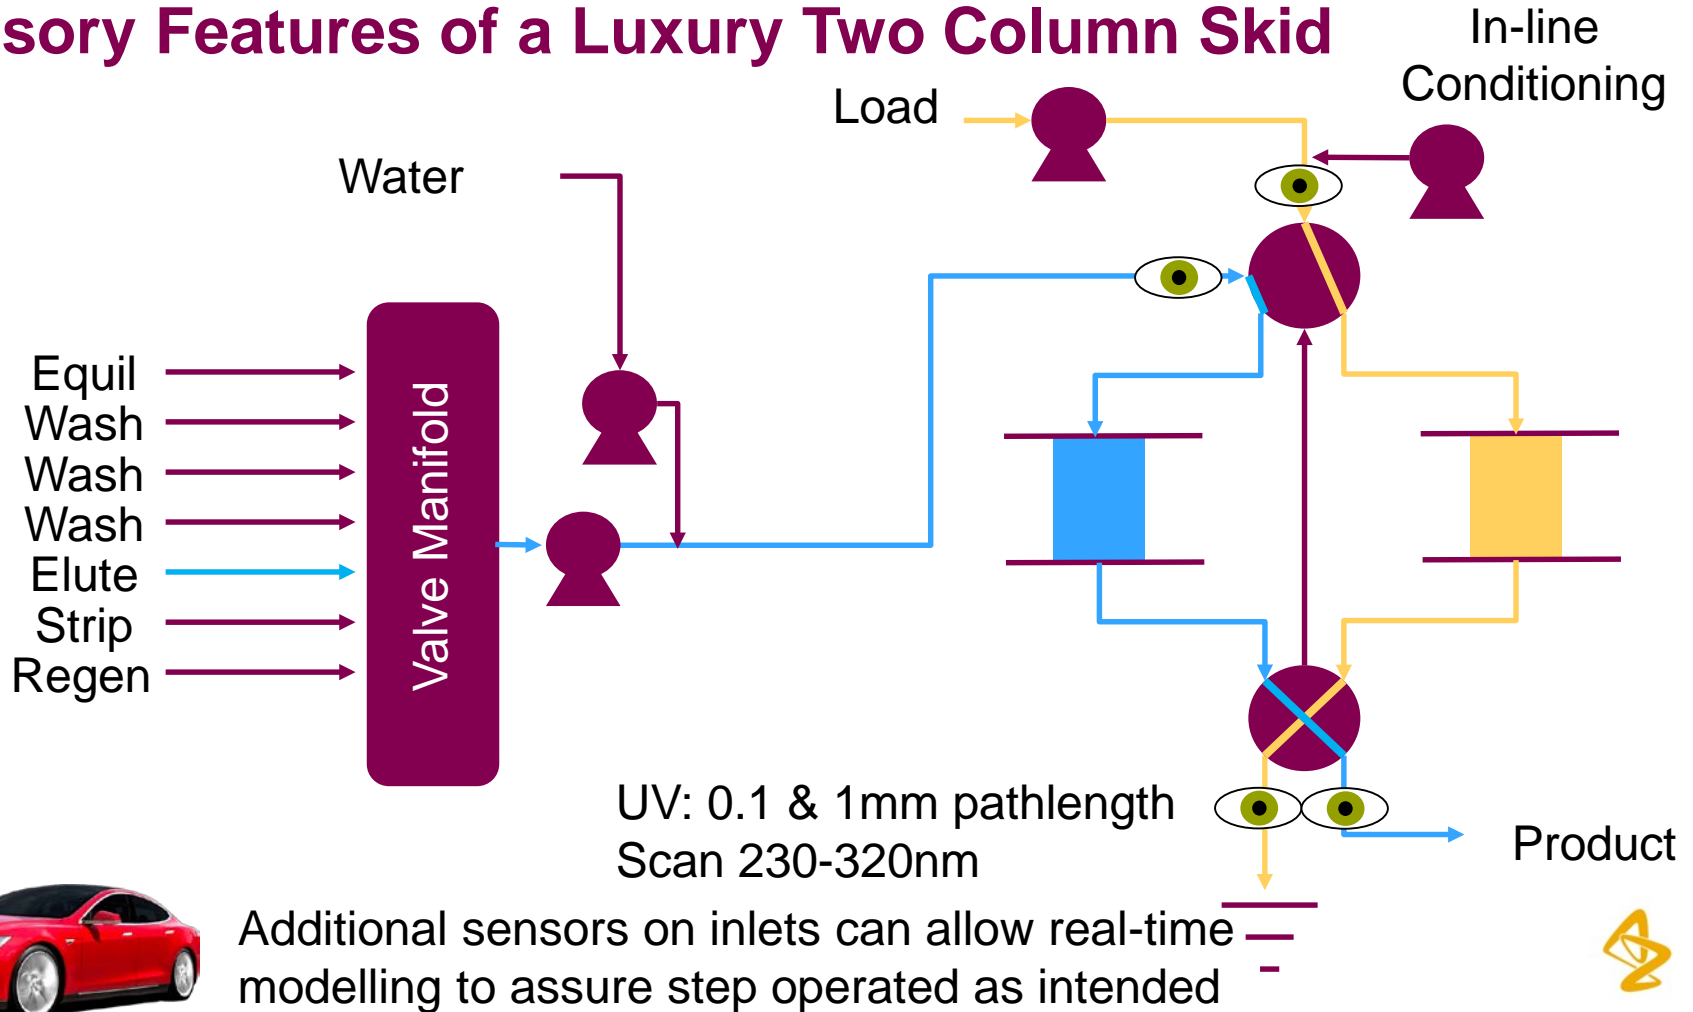 sory Features of a Luxury Two Column Skid
In-line
Conditioning
Load
Water
Equil
Wash
Wash
Wash
Elute
Strip
Regen
Valve Manifold
UV: 0.1 & 1mm pathlength
Scan 230-320nm
Product
Additional sensors on inlets can allow real-time
modelling to assure step operated as intended